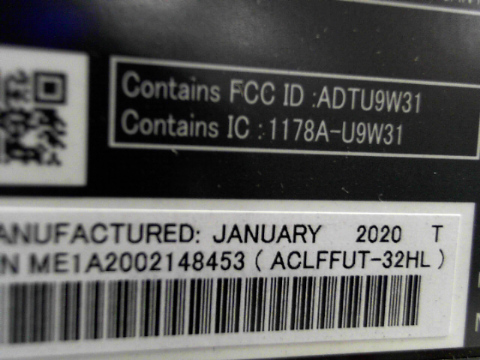 Contains FCC ID :ADTU9W31
Contains IC : 1178A-U9W31
ANUFACTURED: JANUARY 2020 T
N ME1A2002148453 ( ACLFFUT-32HL )